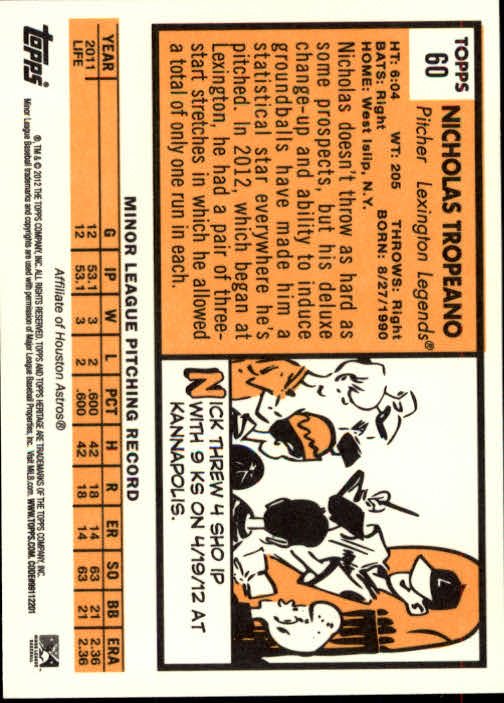 TOPPS
60
NICHOLAS TROPEANO
Pitcher Lexington Legends®
HT: 6:04 WT: 205 THROWS: Right
BATS: Right BORN: 8/27/1990
HOME: West Islip, N.Y.
Nicholas doesn't throw as hard as
some prospects, but his deluxe
change-up and ability to induce
groundballs have made him a
statistical star everywhere he's
pitched. In 2012, which began at
Lexington, he had a pair of three-
start stretches in which he allowed
a total of only one run in each.
L
NICK THREW 4 SHO IP
WITH 9 KS ON 4/19/12 AT
KANNAPOLIS.
MINOR LEAGUE PITCHING RECORD
YEAR G IP W L PCT H R ER SO BB ERA
2011 12 53.1 3 2 .600 42 18 14 63 21 2.36
LIFE 12 53.1 3 2 .600 42 18 14 63 21 2.36
Affiliate of Houston Astros®
TOPPS
®, TM & © 2012 THE TOPPS COMPANY, INC. ALL RIGHTS RESERVED. TOPPS AND TOPPS HERITAGE ARE TRADEMARKS OF THE TOPPS COMPANY, INC.
Minor League Baseball trademarks and copyrights are used with permission of Major League Baseball Properties, Inc. Visit MiLB.com. WWW.TOPPS.COM. CODE#99112201